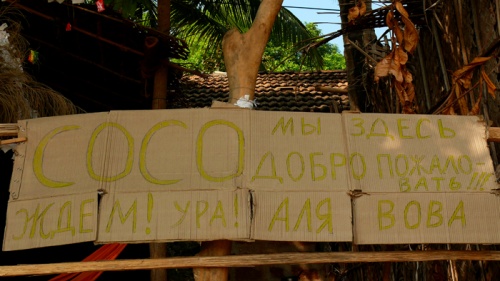 COCO МЫ ЗДЕСЬ
ДОБРО ПОЖАЛО-
ВАТЬ!!!
ЖДЕМ! УРА! АЛЯ ВОВА